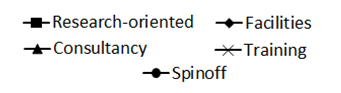 Research-oriented Facilities
Consultancy Training
Spinoff